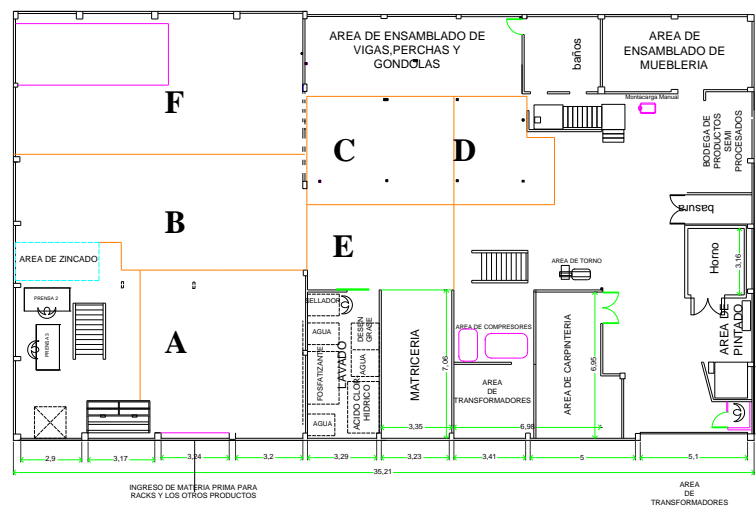 AREA DE ENSAMBLADO DE
VIGAS,PERCHAS Y
GONDOLAS
baños
AREA DE
ENSAMBLADO DE
MUEBLERIA
F
Montacarga Manual
C
D
BODEGA DE
PRODUCTOS
SEMI
PROCESADOS
B
basura
E
AREA DE ZINCADO
Horno
3,16
AREA DE TORNO
PRENSA 2
PRENSA 3
SELLADOR
AGUA
DESEN
GRASE
AREA DE COMPRESORES
AREA DE
PINTADO
A
FOSFATIZANTE
LAVADO
AGUA
ACIDO CLOR
HIDRICO
AGUA
MATRICERIA
7,06
AREA
DE
TRANSFORMADORES
AREA DE CARPINTERIA
6,95
3,35
6,98
2,9
3,17
3,24
3,2
3,29
3,23
3,41
5
5,1
35,21
INGRESO DE MATERIA PRIMA PARA
RACKS Y LOS OTROS PRODUCTOS
AREA
DE
TRANSFORMADORES